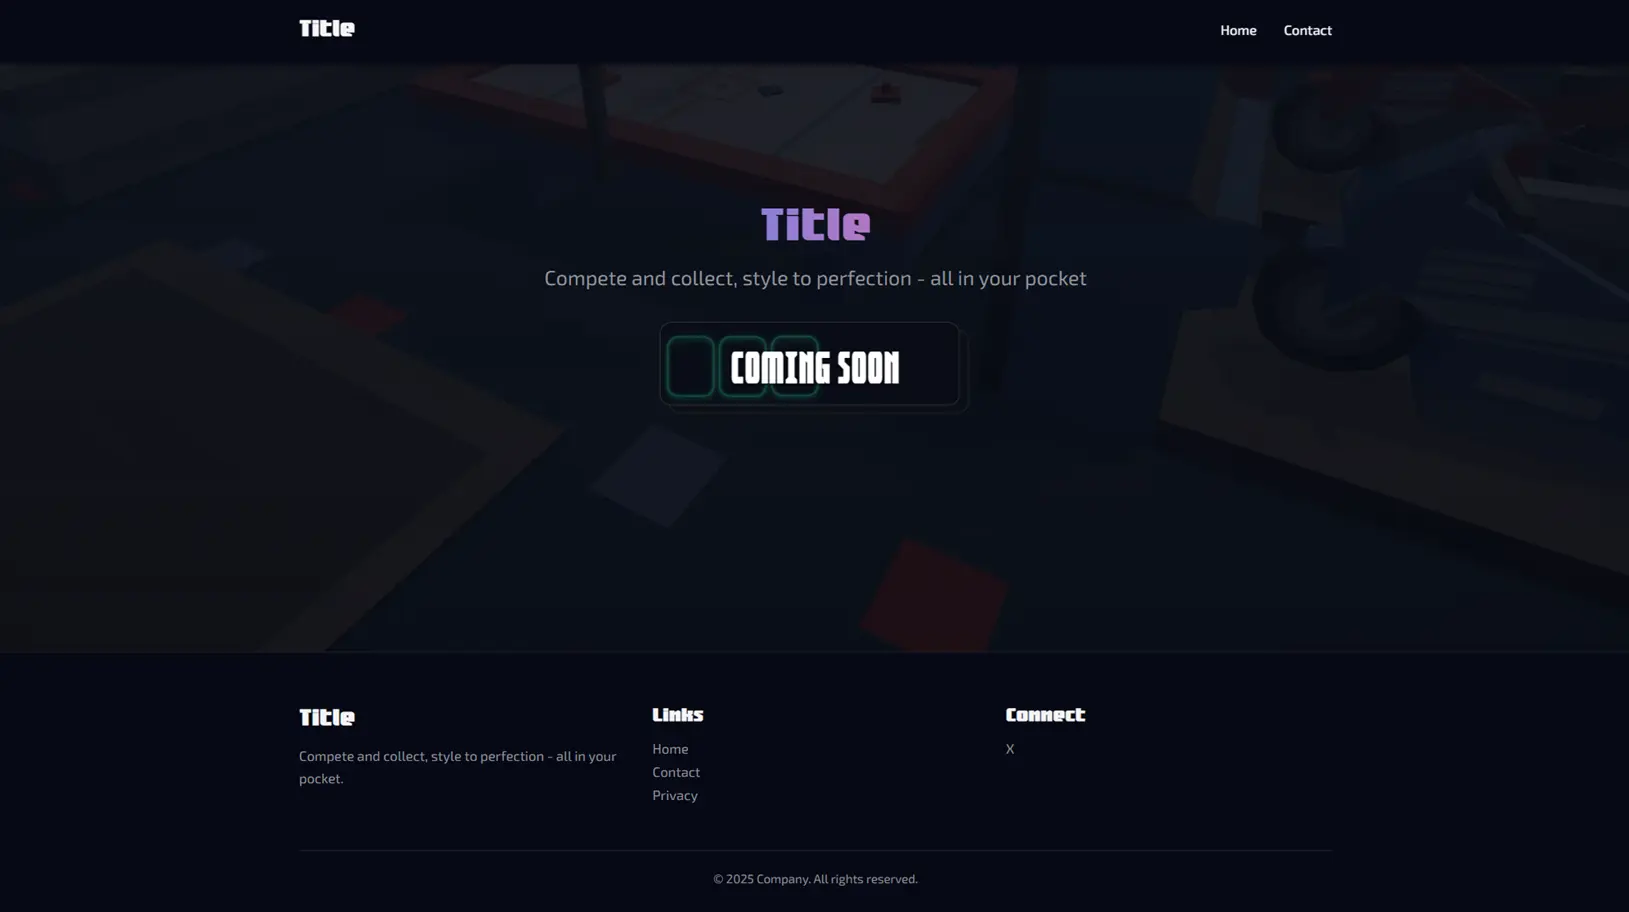 Title
Home
Contact
Title
Compete and collect, style to perfection - all in your pocket
COMING SOON
Title
Compete and collect, style to perfection - all in your
pocket.
Links
Home
Contact
Privacy
Connect
X
© 2025 Company. All rights reserved.